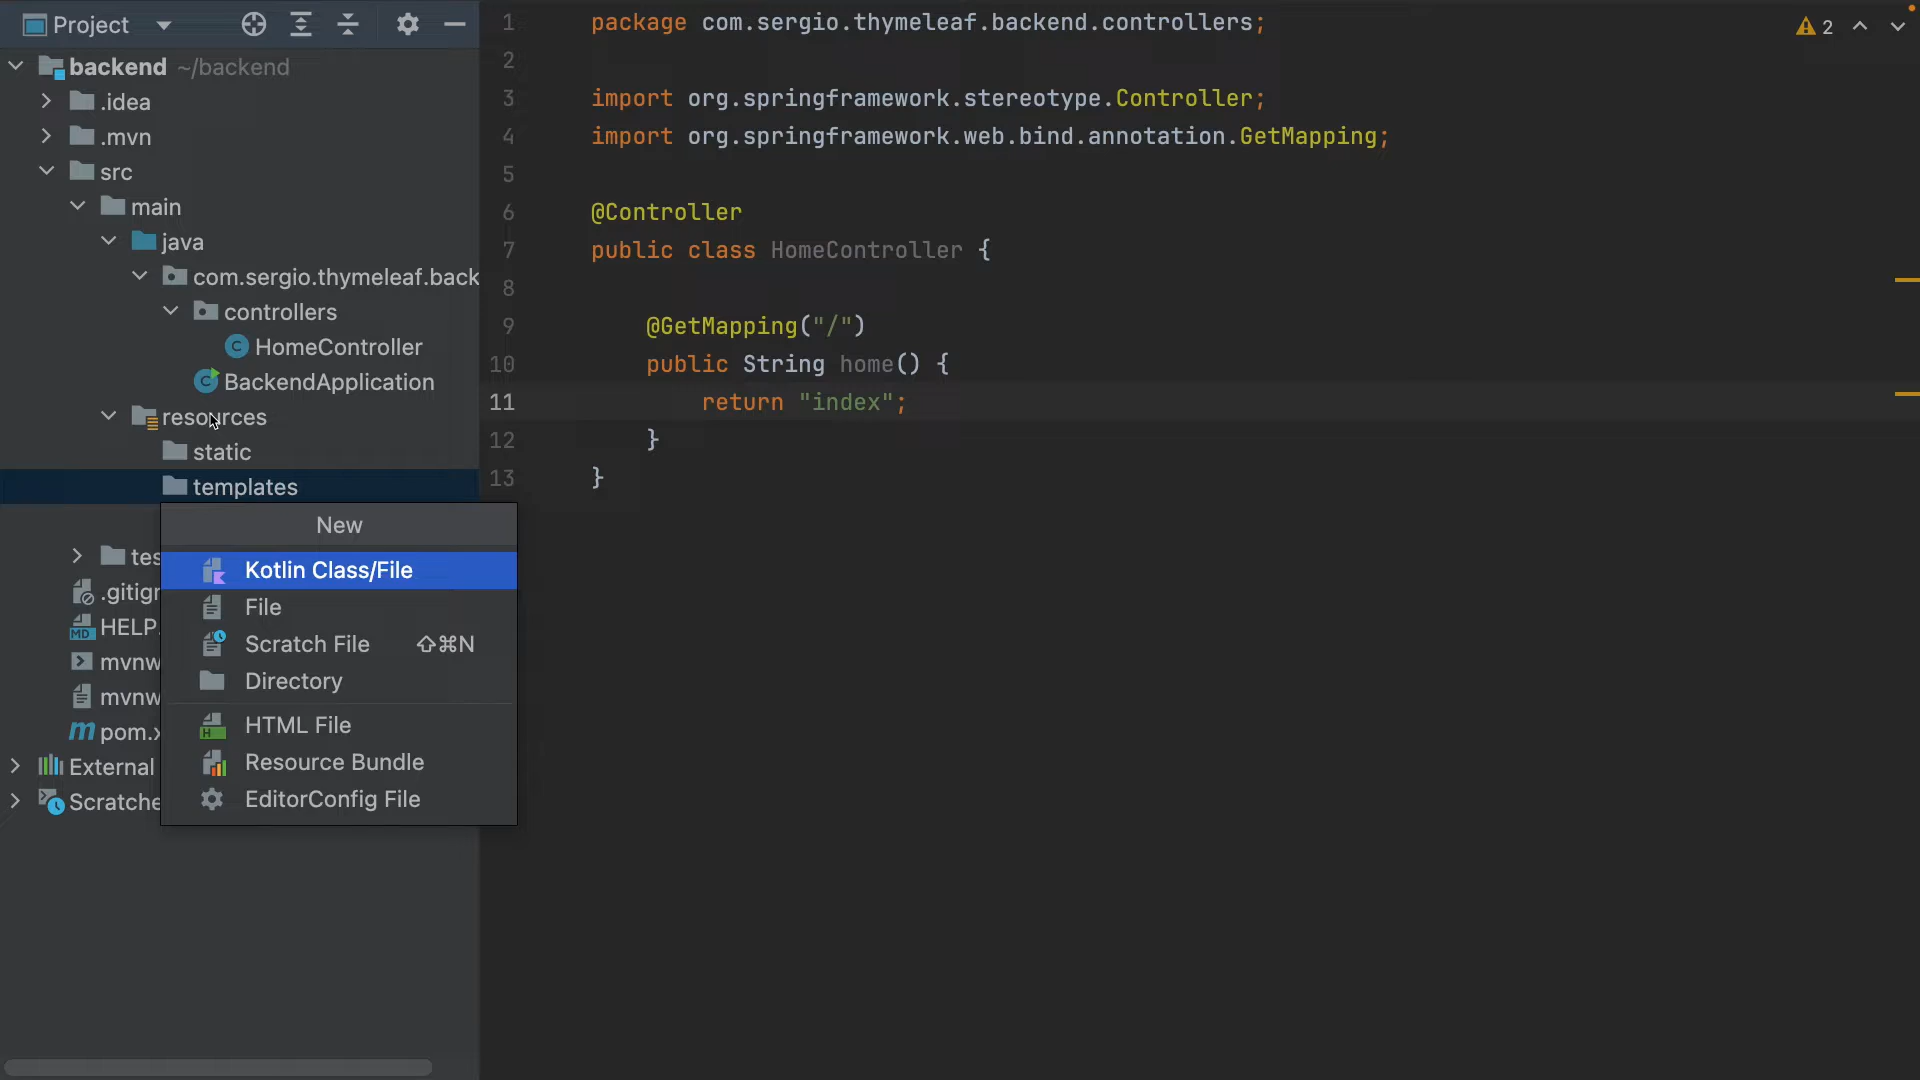 Project
backend ~/backend
.idea
.mvn
src
main
java
com.sergio.thymeleaf.back
controllers
HomeController
BackendApplication
resources
static
templates
tes
.gitigr
HELP.
mvnw
mvnw
pom.x
External
Scratche
New
Kotlin Class/File
File
Scratch File ⇧⌘N
Directory
HTML File
Resource Bundle
EditorConfig File
1 package com.sergio.thymeleaf.backend.controllers;
2
3 import org.springframework.stereotype.Controller;
4 import org.springframework.web.bind.annotation.GetMapping;
5
6 @Controller
7 public class HomeController {
8
9 @GetMapping("/")
10 public String home() {
11 return "index";
12 }
13 }
2